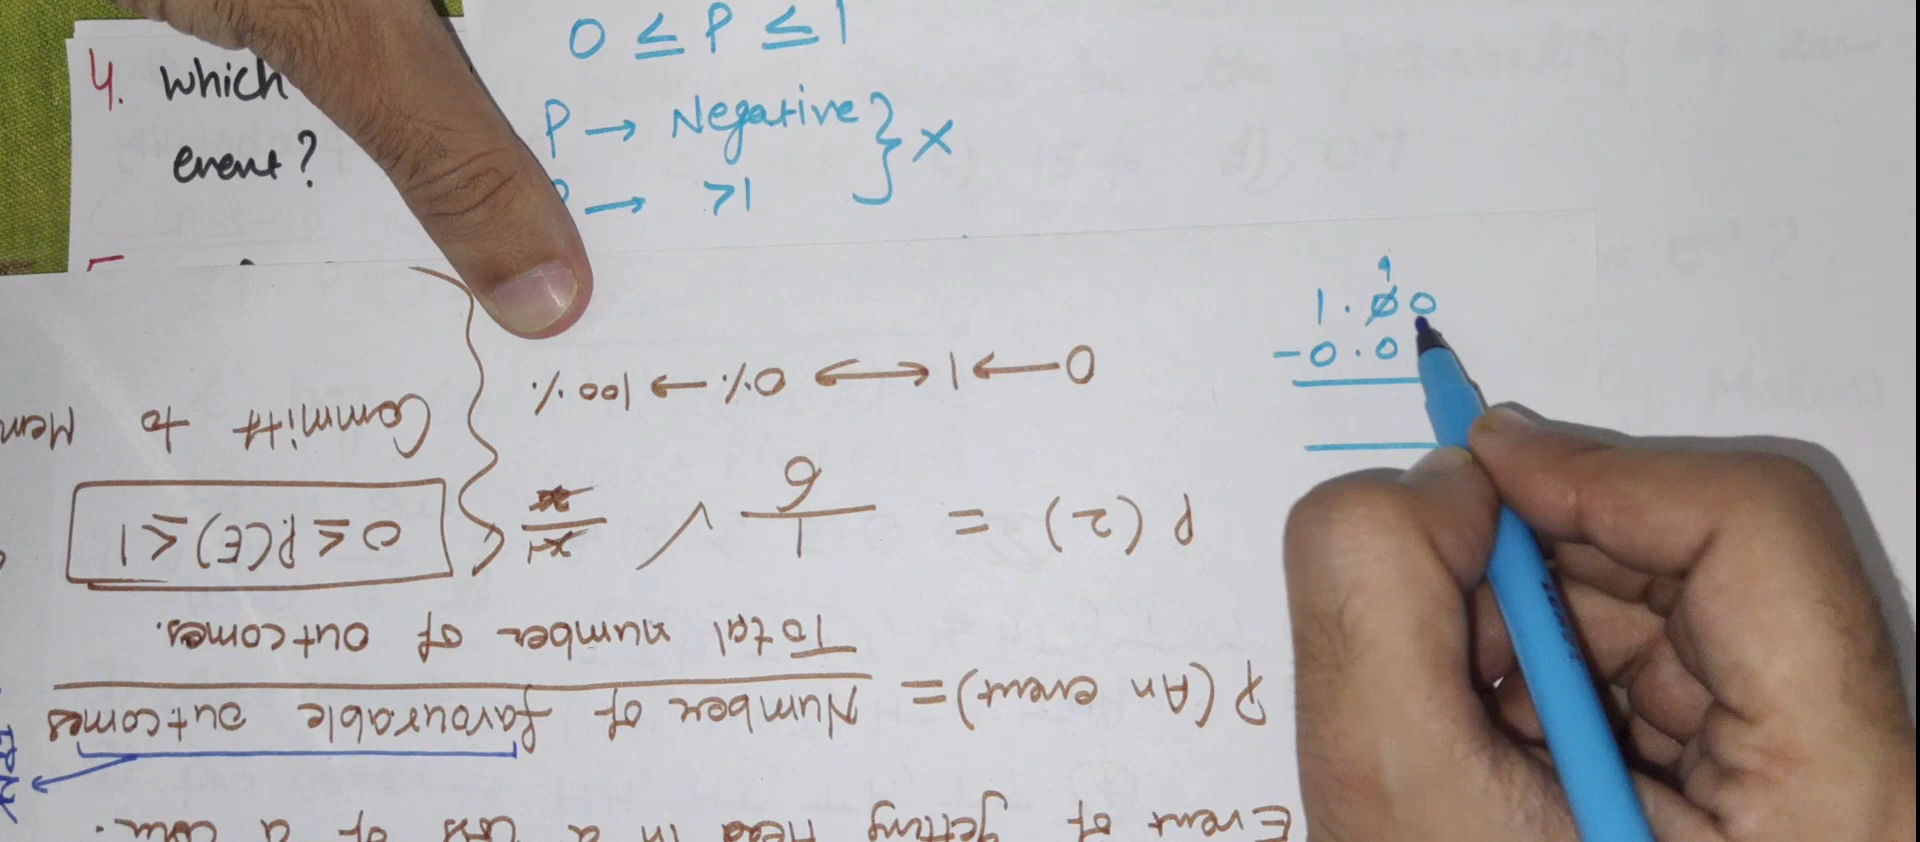 4. which
event?
0 ≤ P ≤ 1
P → Negative } ×
→ >1
9
1.00
- 0.0
Event of getting Head in a toss of a coin.
P(An event) = Number of favourable outcomes
Total number of outcomes.
P(2) = 1/6 ✓
0 ≤ P(E) ≤ 1
0 → 1 ⟷ 0% → 100%
Committ to